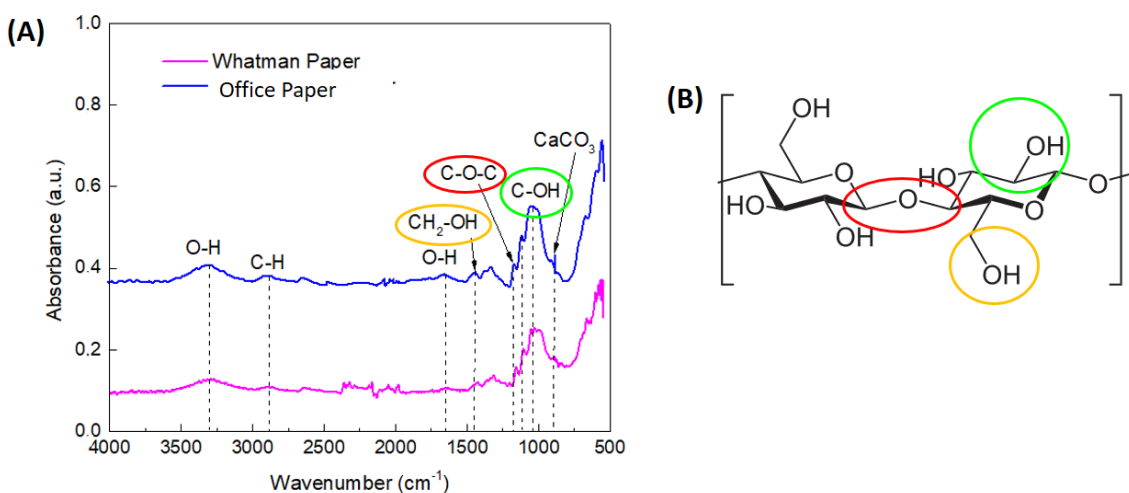 (A)
Whatman Paper
Office Paper
CaCO₃
C-O-C
C-OH
CH₂-OH
O-H
C-H
O-H
Absorbance (a.u.)
1.0
0.8
0.6
0.4
0.2
0.0
4000 3500 3000 2500 2000 1500 1000 500
Wavenumber (cm⁻¹)
(B)
OH
OH
HO
O
HO
OH
O
O
O
OH